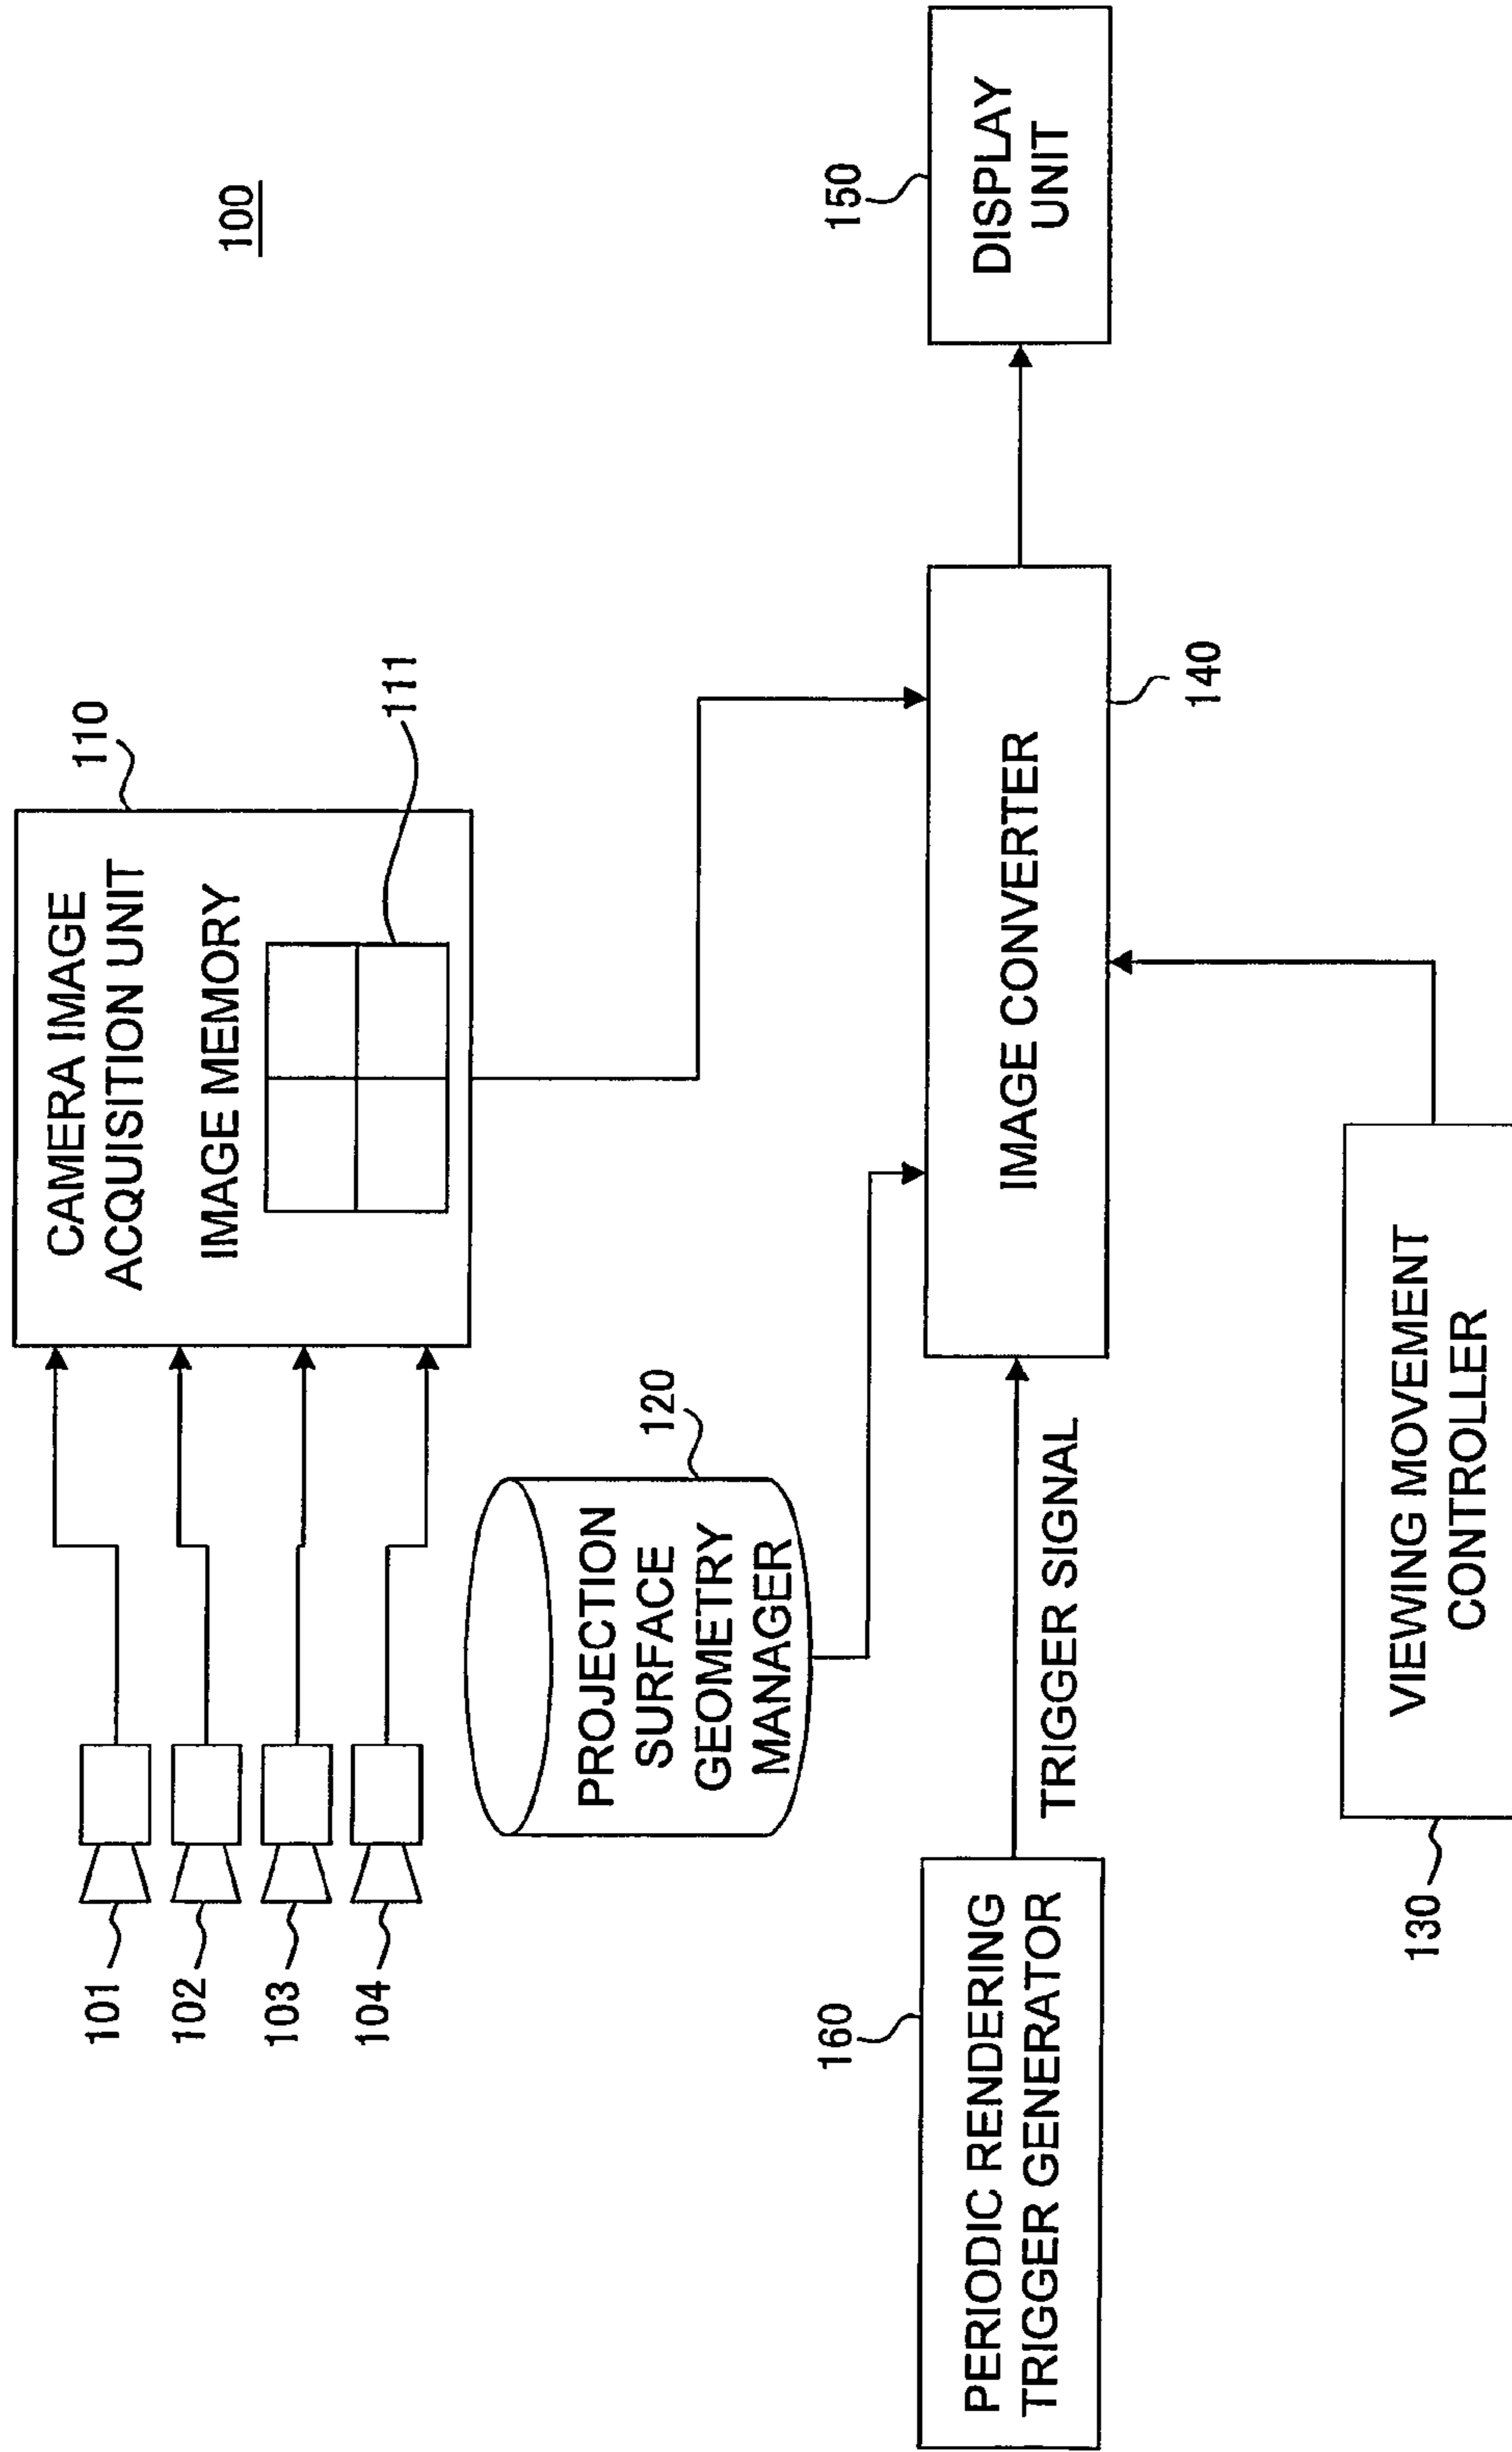 100
101
102
103
104
110
CAMERA IMAGE
ACQUISITION UNIT
IMAGE MEMORY
111
120
PROJECTION
SURFACE
GEOMETRY
MANAGER
160
PERIODIC RENDERING
TRIGGER GENERATOR
TRIGGER SIGNAL
IMAGE CONVERTER
140
150
DISPLAY
UNIT
130
VIEWING MOVEMENT
CONTROLLER